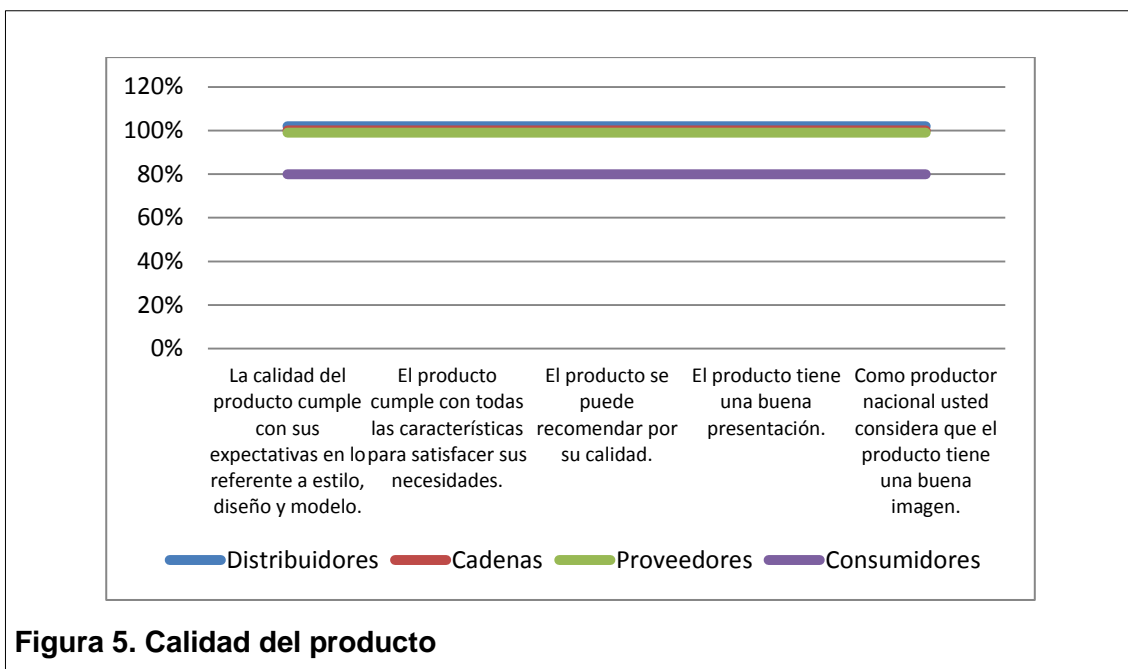 120%
100%
80%
60%
40%
20%
0%
La calidad del
producto cumple
con sus
expectativas en lo
referente a estilo,
diseño y modelo.
El producto
cumple con todas
las características
para satisfacer sus
necesidades.
El producto se
puede
recomendar por
su calidad.
El producto tiene
una buena
presentación.
Como productor
nacional usted
considera que el
producto tiene
una buena
imagen.
Distribuidores Cadenas Proveedores Consumidores
Figura 5. Calidad del producto